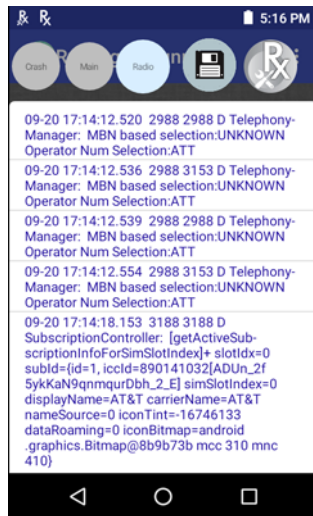 5:16 PM
Crash
Main
Radio
09-20 17:14:12.520 2988 2988 D Telephony-
Manager: MBN based selection:UNKNOWN
Operator Num Selection:ATT
09-20 17:14:12.536 2988 3153 D Telephony-
Manager: MBN based selection:UNKNOWN
Operator Num Selection:ATT
09-20 17:14:12.539 2988 2988 D Telephony-
Manager: MBN based selection:UNKNOWN
Operator Num Selection:ATT
09-20 17:14:12.554 2988 3153 D Telephony-
Manager: MBN based selection:UNKNOWN
Operator Num Selection:ATT
09-20 17:14:18.153 3188 3188 D
SubscriptionController: [getActiveSub-
scriptionInfoForSimSlotIndex]+ slotIdx=0
subId={id=1, iccId=890141032[ADUn_2f
5ykKaN9qnmqurDbh_2_E] simSlotIndex=0
displayName=AT&T carrierName=AT&T
nameSource=0 iconTint=-16746133
dataRoaming=0 iconBitmap=android
.graphics.Bitmap@8b9b73b mcc 310 mnc
410}